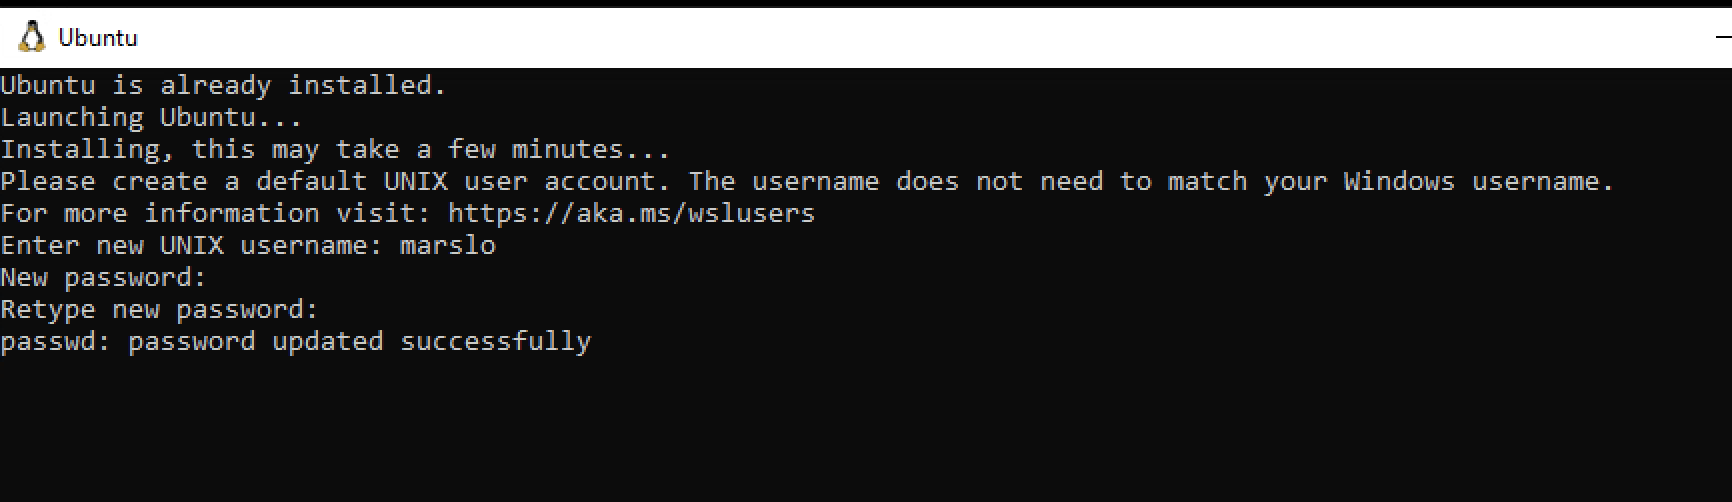 Ubuntu
Ubuntu is already installed.
Launching Ubuntu...
Installing, this may take a few minutes...
Please create a default UNIX user account. The username does not need to match your Windows username.
For more information visit: https://aka.ms/wslusers
Enter new UNIX username: marslo
New password:
Retype new password:
passwd: password updated successfully